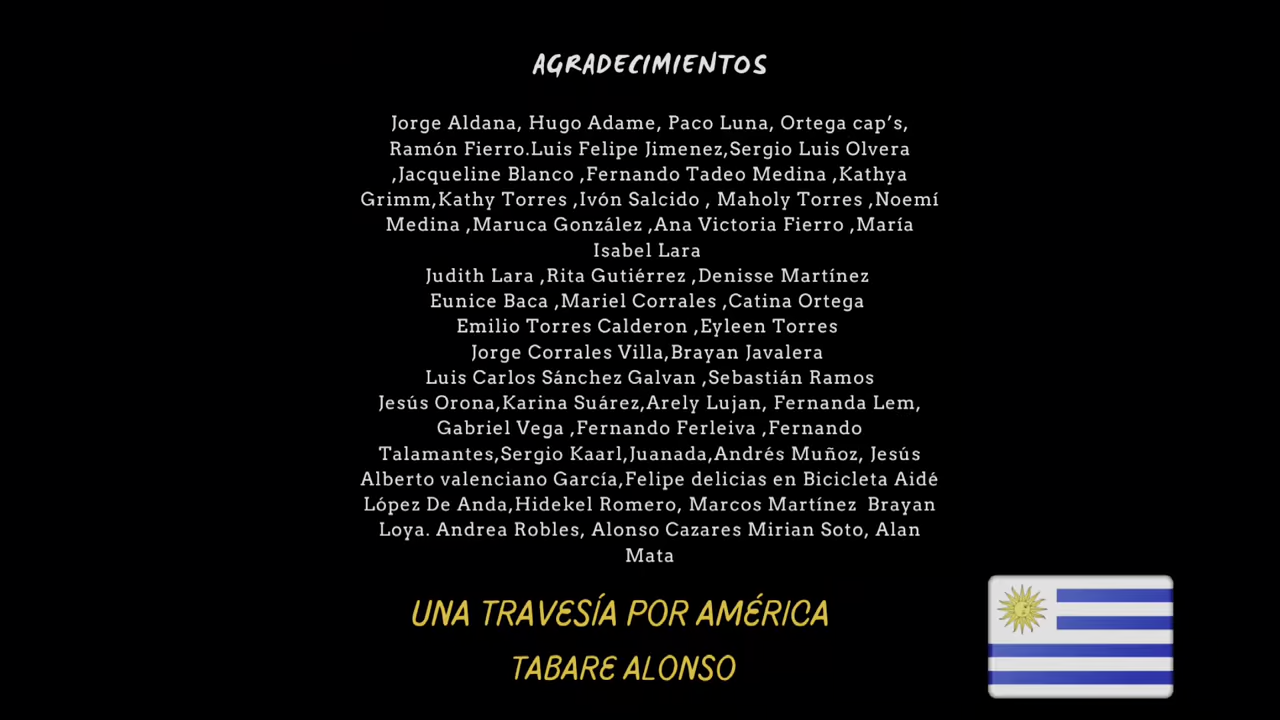 AGRADECIMIENTOS
Jorge Aldana, Hugo Adame, Paco Luna, Ortega cap’s,
Ramón Fierro.Luis Felipe Jimenez,Sergio Luis Olvera
,Jacqueline Blanco ,Fernando Tadeo Medina ,Kathya
Grimm,Kathy Torres ,Ivón Salcido , Maholy Torres ,Noemí
Medina ,Maruca González ,Ana Victoria Fierro ,María
Isabel Lara
Judith Lara ,Rita Gutiérrez ,Denisse Martínez
Eunice Baca ,Mariel Corrales ,Catina Ortega
Emilio Torres Calderon ,Eyleen Torres
Jorge Corrales Villa,Brayan Javalera
Luis Carlos Sánchez Galvan ,Sebastián Ramos
Jesús Orona,Karina Suárez,Arely Lujan, Fernanda Lem,
Gabriel Vega ,Fernando Ferleiva ,Fernando
Talamantes,Sergio Kaarl,Juanada,Andrés Muñoz, Jesús
Alberto valenciano García,Felipe delicias en Bicicleta Aidé
López De Anda,Hidekel Romero, Marcos Martínez  Brayan
Loya. Andrea Robles, Alonso Cazares Mirian Soto, Alan
Mata
UNA TRAVESÍA POR AMÉRICA
TABARE ALONSO